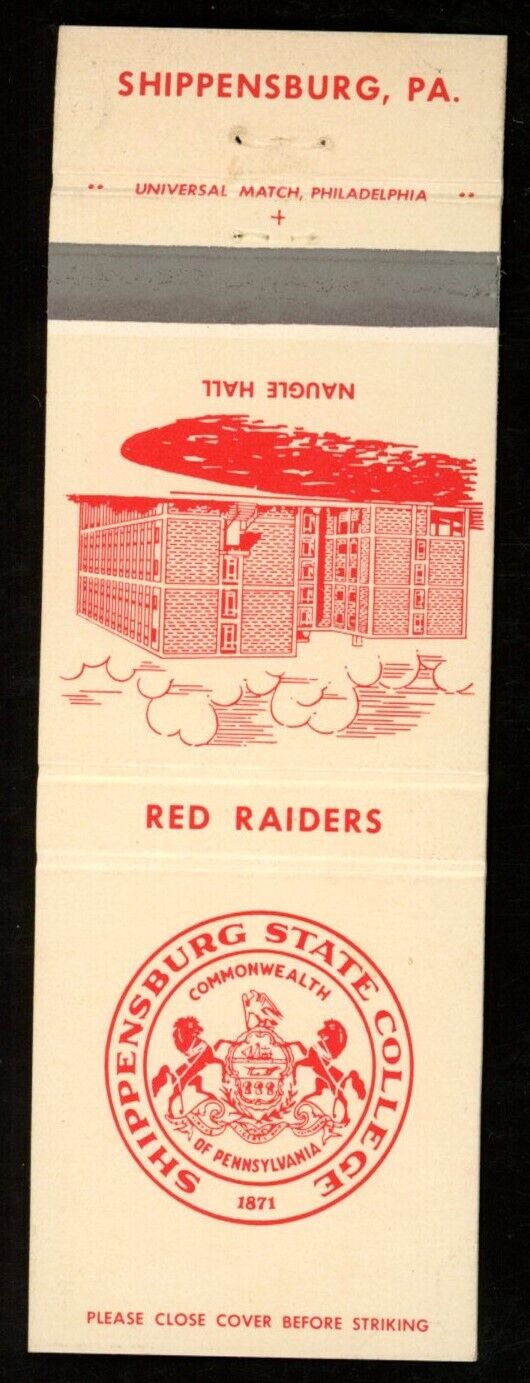 SHIPPENSBURG, PA.
UNIVERSAL MATCH, PHILADELPHIA
NAUGLE HALL
RED RAIDERS
SHIPPENSBURG STATE COLLEGE
COMMONWEALTH
OF PENNSYLVANIA
1871
PLEASE CLOSE COVER BEFORE STRIKING